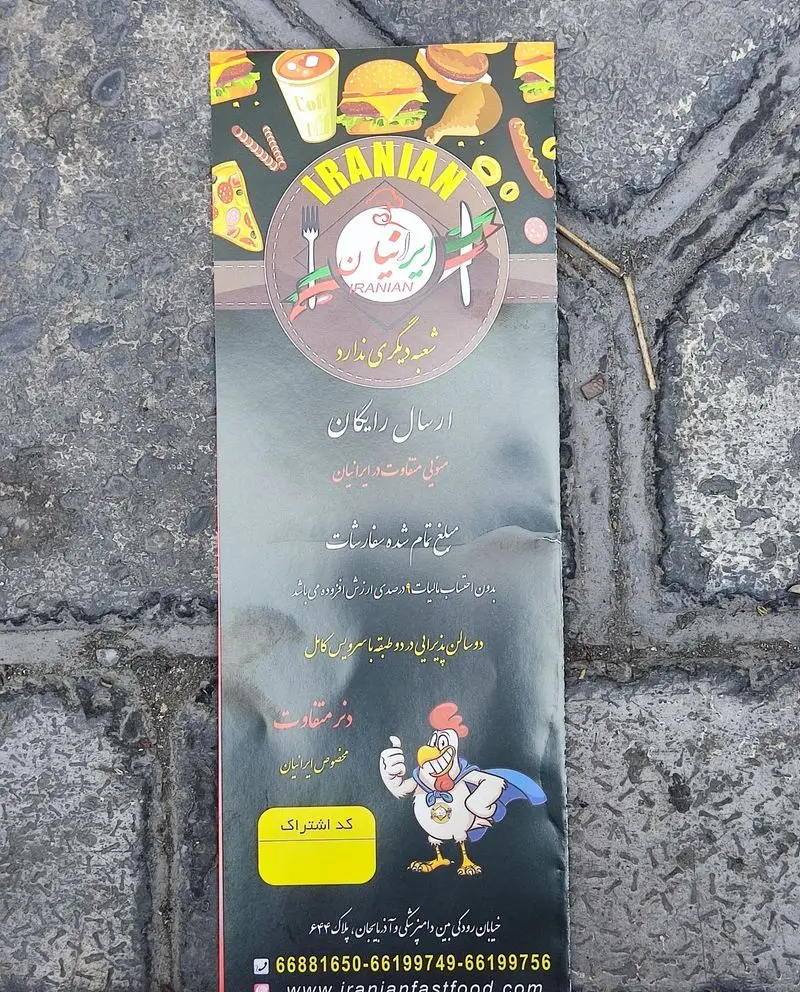 Coff
IRANIAN
ایرانیان
IRANIAN
شعبه دیگری ندارد
ارسال رایگان
منویی متفاوت در ایرانیان
مبلغ تمام شده سفارشات
بدون احتساب مالیات ۹ درصدی ارزش افزوده می باشد
دو سالن پذیرایی در دو طبقه با سرویس کامل
دنر متفاوت
مخصوص ایرانیان
کد اشتراک
خیابان رودکی بین دامپزشکی و آذربایجان، پلاک ۶۴۴
66881650-66199749-66199756
www.iranianfastfood.com